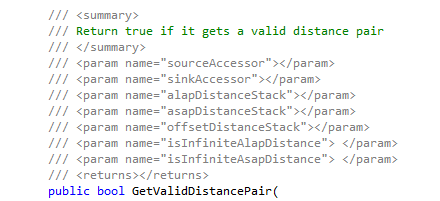 /// <summary>
/// Return true if it gets a valid distance pair
/// </summary>
/// <param name="sourceAccessor"></param>
/// <param name="sinkAccessor"></param>
/// <param name="alapDistanceStack"></param>
/// <param name="asapDistanceStack"></param>
/// <param name="offsetDistanceStack"></param>
/// <param name="isInfiniteAlapDistance"> </param>
/// <param name="isInfiniteAsapDistance"> </param>
/// <returns></returns>
public bool GetValidDistancePair(